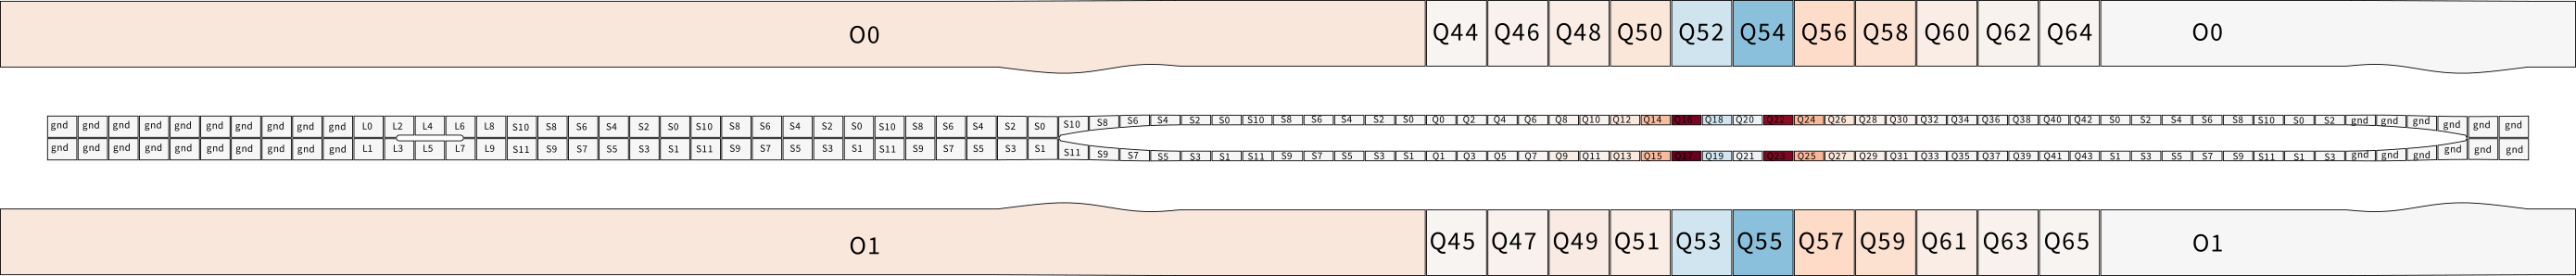 O0 Q44 Q46 Q48 Q50 Q52 Q54 Q56 Q58 Q60 Q62 Q64 O0
gnd gnd gnd gnd gnd gnd gnd gnd gnd gnd L0 L2 L4 L6 L8 S10 S8 S6 S4 S2 S0 S10 S8 S6 S4 S2 S0 S10 S8 S6 S4 S2 S0 S10 S8 S6 S4 S2 S0 S10 S8 S6 S4 S2 S0 Q0 Q2 Q4 Q6 Q8 Q10 Q12 Q14 Q16 Q18 Q20 Q22 Q24 Q26 Q28 Q30 Q32 Q34 Q36 Q38 Q40 Q42 S0 S2 S4 S6 S8 S10 S0 S2 gnd gnd gnd gnd gnd gnd
gnd gnd gnd gnd gnd gnd gnd gnd gnd gnd L1 L3 L5 L7 L9 S11 S9 S7 S5 S3 S1 S11 S9 S7 S5 S3 S1 S11 S9 S7 S5 S3 S1 S11 S9 S7 S5 S3 S1 S11 S9 S7 S5 S3 S1 Q1 Q3 Q5 Q7 Q9 Q11 Q13 Q15 Q17 Q19 Q21 Q23 Q25 Q27 Q29 Q31 Q33 Q35 Q37 Q39 Q41 Q43 S1 S3 S5 S7 S9 S11 S1 S3 gnd gnd gnd gnd gnd gnd
O1 Q45 Q47 Q49 Q51 Q53 Q55 Q57 Q59 Q61 Q63 Q65 O1